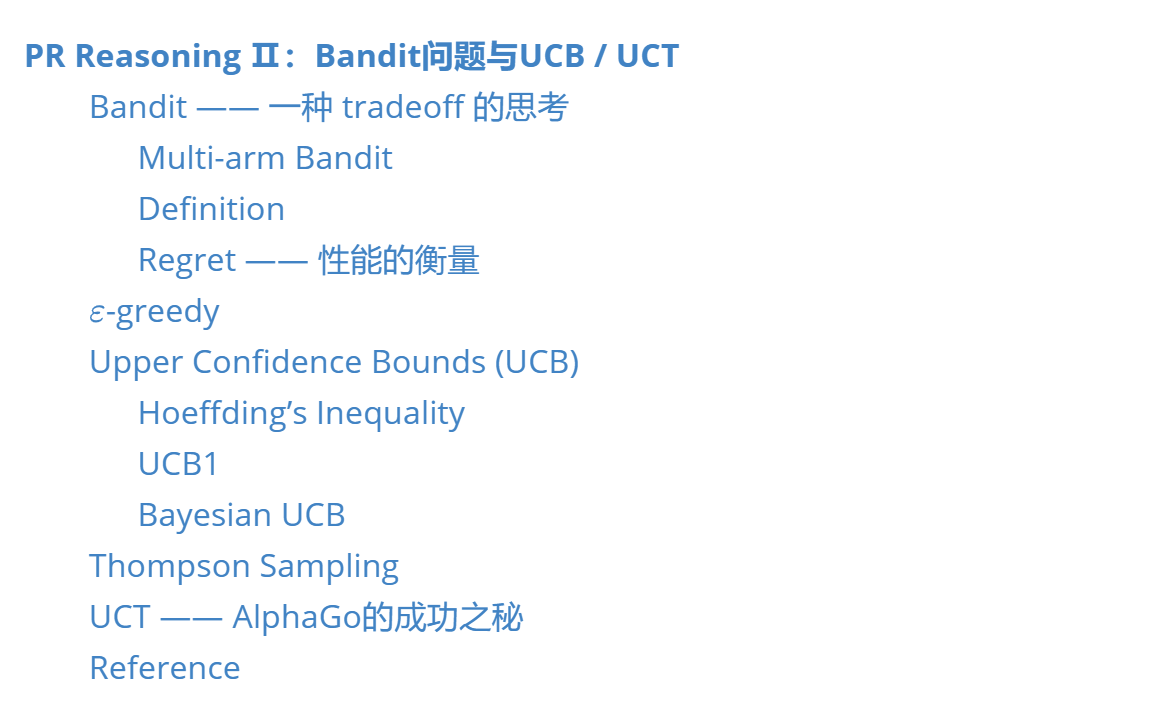 PR Reasoning Ⅱ：Bandit问题与UCB / UCT
Bandit —— 一种 tradeoff 的思考
Multi-arm Bandit
Definition
Regret —— 性能的衡量
ε-greedy
Upper Confidence Bounds (UCB)
Hoeffding’s Inequality
UCB1
Bayesian UCB
Thompson Sampling
UCT —— AlphaGo的成功之秘
Reference